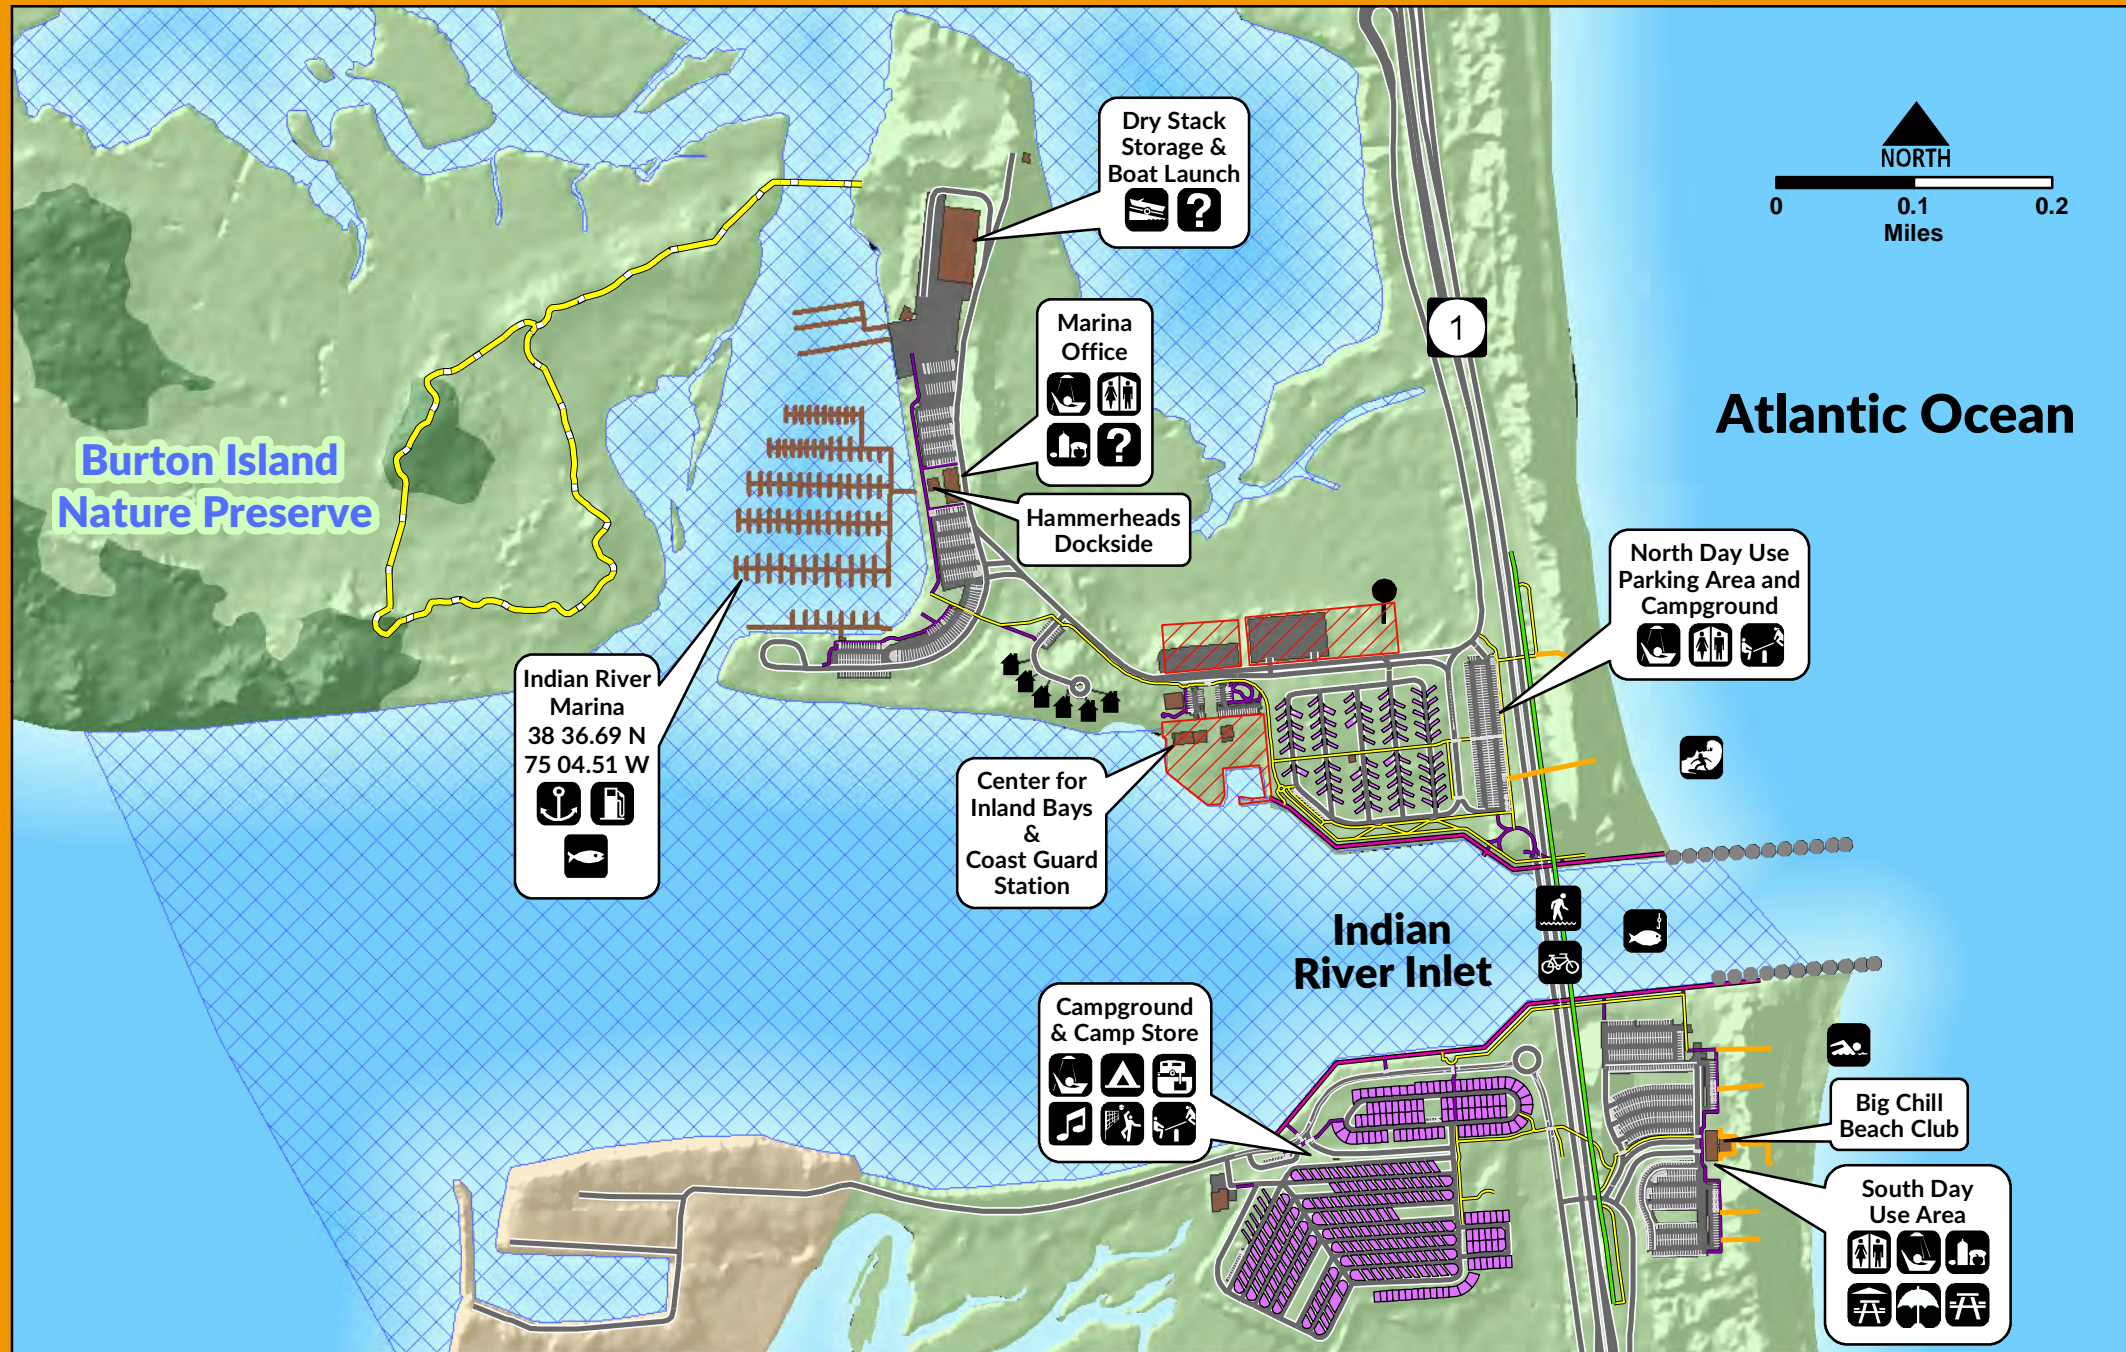 Dry Stack
Storage &
Boat Launch
?
NORTH
0 0.1 0.2
Miles
1
Marina
Office
?
Atlantic Ocean
Burton Island
Nature Preserve
Hammerheads
Dockside
North Day Use
Parking Area and
Campground
Indian River
Marina
38 36.69 N
75 04.51 W
Center for
Inland Bays
&
Coast Guard
Station
Indian
River Inlet
Campground
& Camp Store
Big Chill
Beach Club
South Day
Use Area